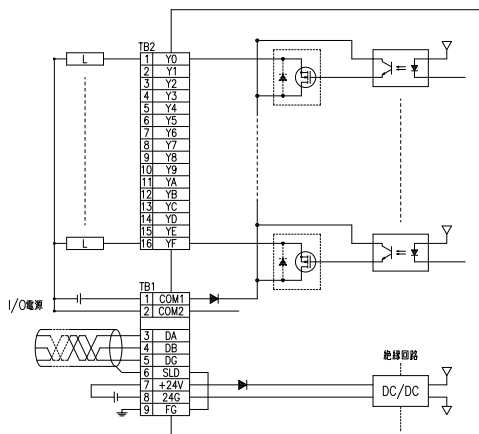 TB2
L
1 Y0
2 Y1
3 Y2
4 Y3
5 Y4
6 Y5
7 Y6
8 Y7
9 Y8
10 Y9
11 YA
12 YB
13 YC
14 YD
15 YE
L
16 YF
TB1
I/O電源
1 COM1
2 COM2
3 DA
4 DB
5 DG
6 SLD
7 +24V
8 24G
9 FG
絶縁回路
DC/DC